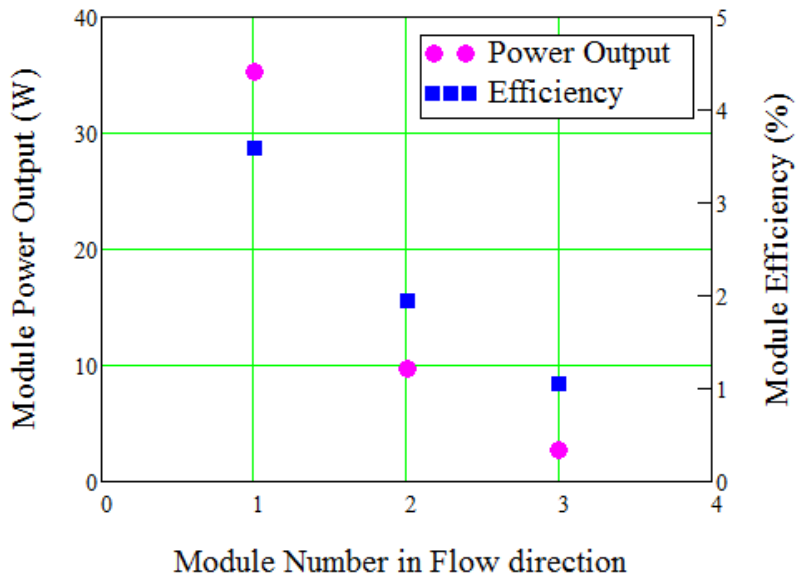 40
30
20
10
0
Module Power Output (W)
Power Output
Efficiency
5
4
3
2
1
0
Module Efficiency (%)
0 1 2 3 4
Module Number in Flow direction